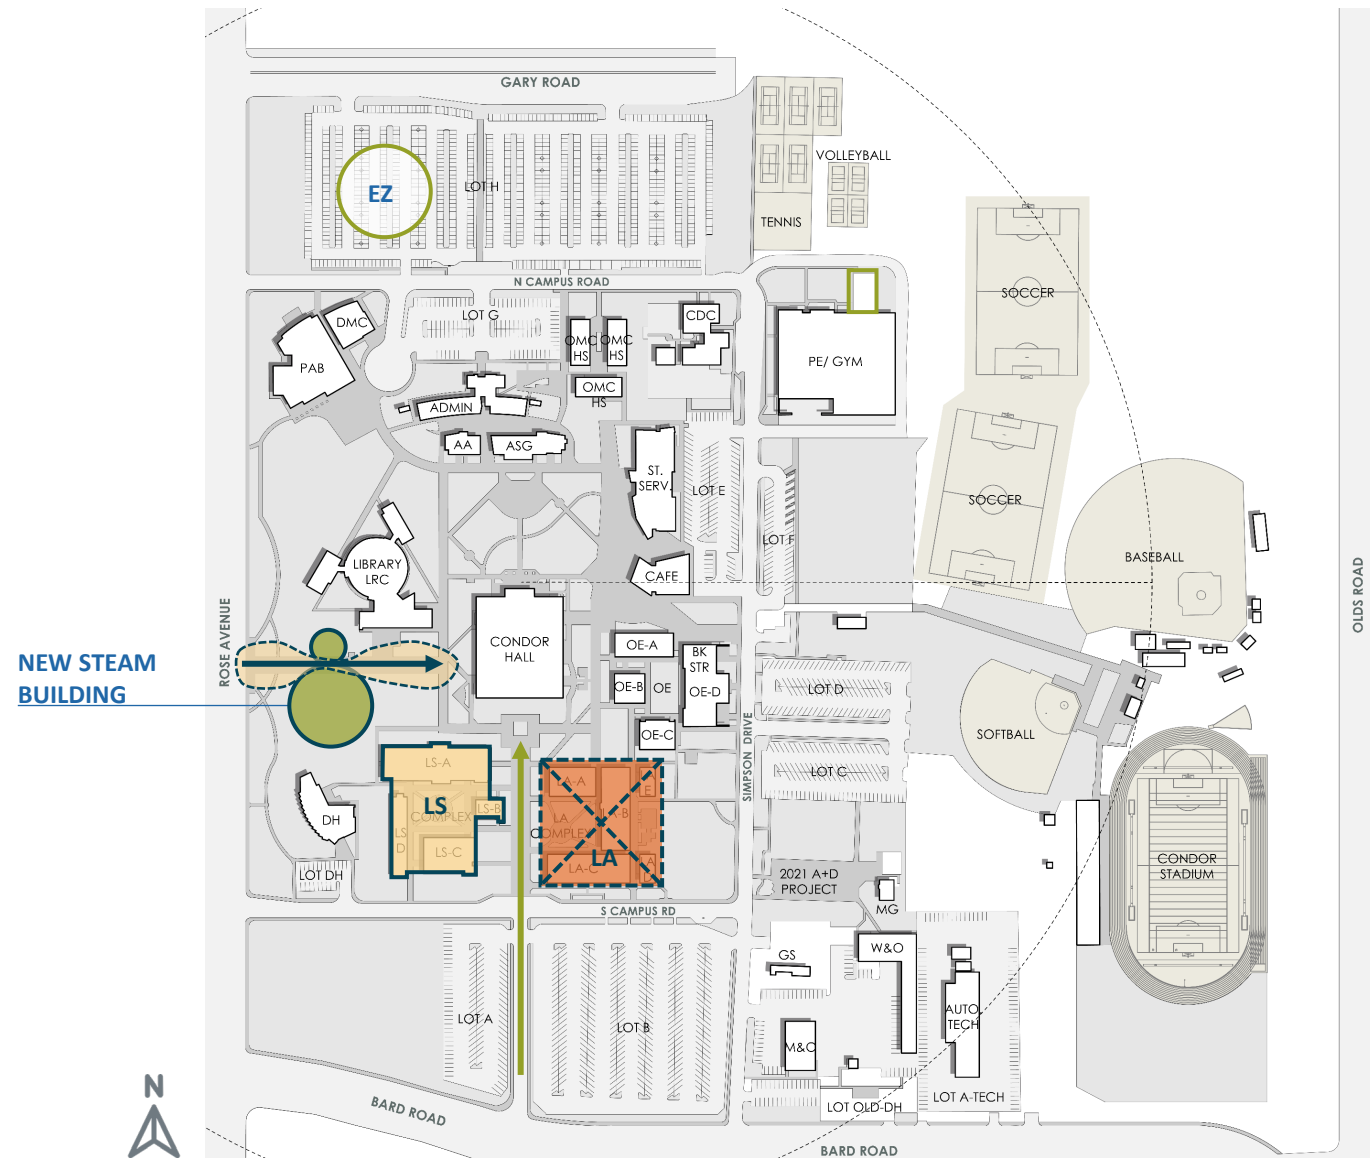 GARY ROAD
VOLLEYBALL
LOT H
EZ
TENNIS
N CAMPUS ROAD
SOCCER
DMC
LOT G
CDC
OMC
HS
OMC
HS
PAB
PE/ GYM
OMC
HS
ADMIN
AA
ASG
ST.
SERV.
LOT E
SOCCER
LOT F
BASEBALL
LIBRARY
LRC
CAFE
ROSE AVENUE
OLDS ROAD
CONDOR
HALL
OE-A
BK
STR
NEW STEAM
BUILDING
OE-B
OE
OE-D
LOT D
OE-C
SOFTBALL
SIMPSON DRIVE
LS-A
LOT C
LA-A
LS
COMPLEX
LS-B
LA
COMPLEX
LA-B
DH
LS
D
LS-C
LA
LA-C
LOT DH
2021 A+D
PROJECT
CONDOR
STADIUM
MG
S CAMPUS RD
GS
W&O
LOT A
LOT B
AUTO
TECH
M&O
LOT OLD-DH
LOT A-TECH
N
BARD ROAD
BARD ROAD